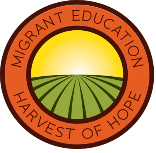 MIGRANT EDUCATION
HARVEST OF HOPE